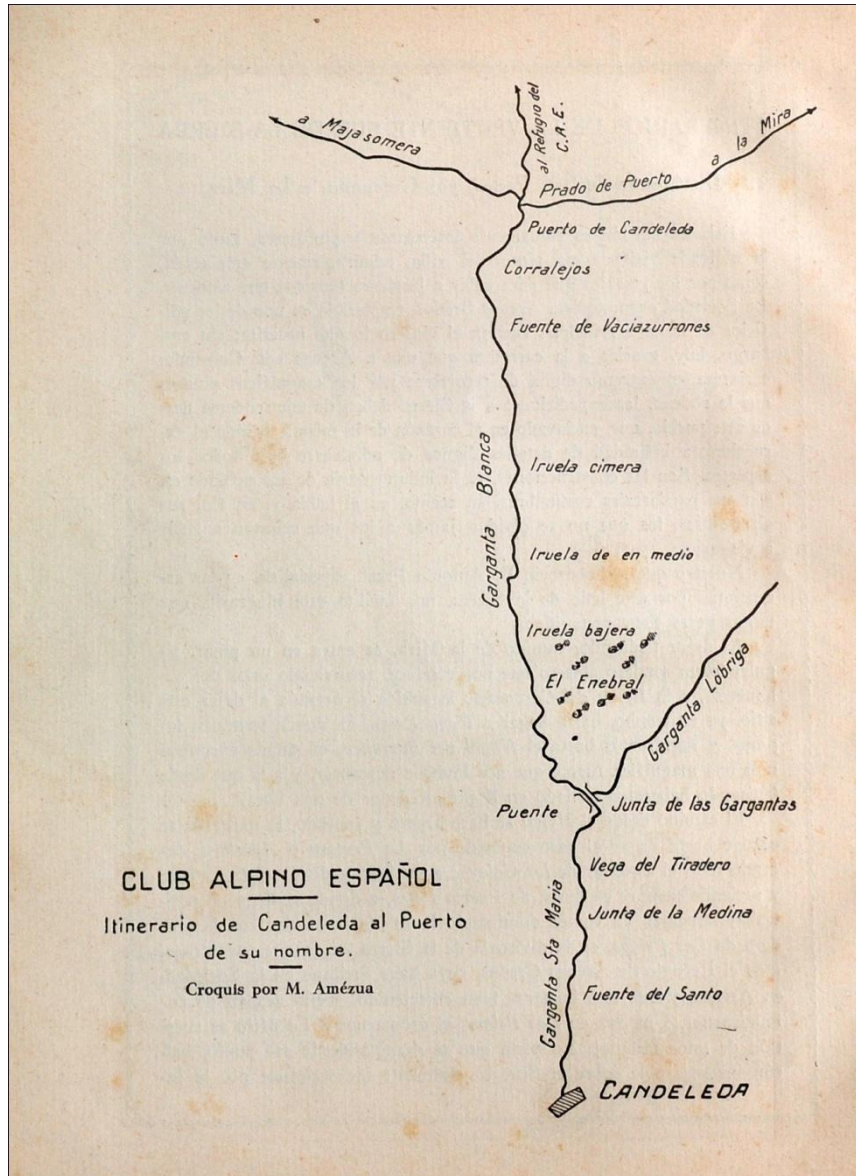 a Majasomera
al Refugio del
C.A.E.
a la Mira
Prado de Puerto
Puerto de Candeleda
Corralejos
Fuente de Vaciazurrones
Garganta Blanca
Iruela cimera
Iruela de en medio
Iruela bajera
El Enebral
Garganta Lóbriga
Puente
Junta de las Gargantas
Vega del Tiradero
Junta de la Medina
Garganta Sta Maria
Fuente del Santo
CANDELEDA
CLUB ALPINO ESPAÑOL
Itinerario de Candeleda al Puerto
de su nombre.
Croquis por M. Amézua